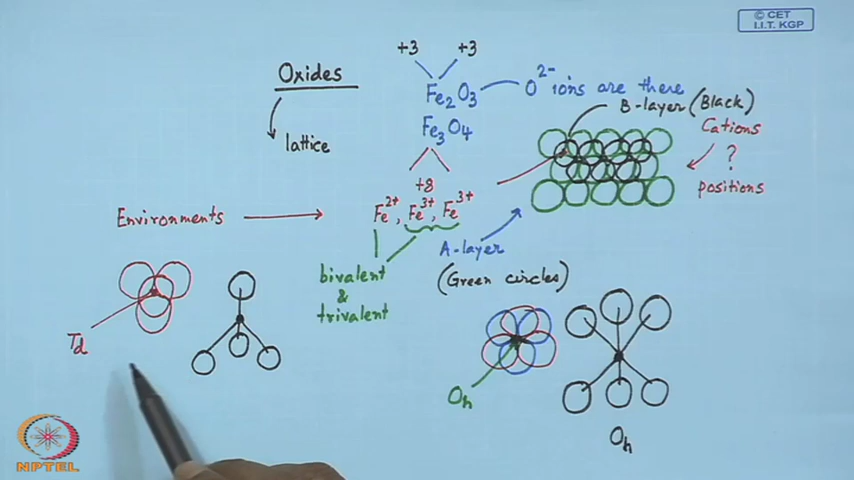 © CET
I.I.T. KGP
Oxides
lattice
+3 +3
Fe2O3
O2- ions are there
Fe3O4
+8
Fe2+, Fe3+, Fe3+
bivalent
&
trivalent
Environments
B-layer (Black)
Cations
?
positions
A-layer
(Green circles)
Td
Oh
Oh
NPTEL